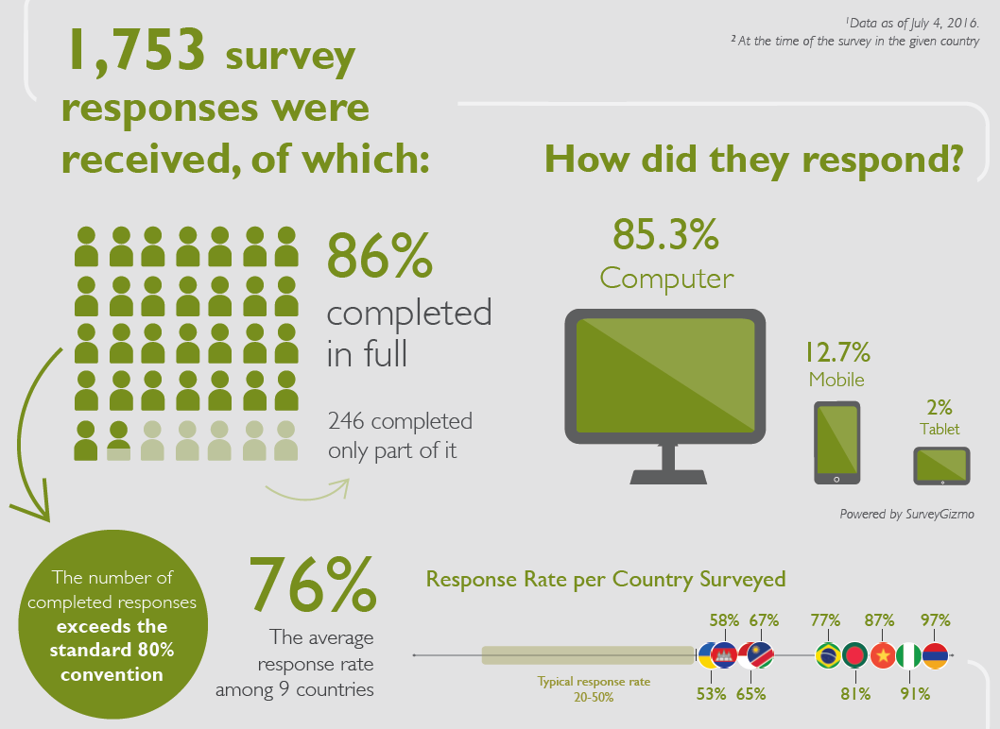 ¹Data as of July 4, 2016.
² At the time of the survey in the given country
1,753 survey
responses were
received, of which:
86%
completed
in full
246 completed
only part of it
How did they respond?
85.3%
Computer
12.7%
Mobile
2%
Tablet
Powered by SurveyGizmo
The number of
completed responses
exceeds the
standard 80%
convention
76%
The average
response rate
among 9 countries
Response Rate per Country Surveyed
58% 67% 77% 87% 97%
Typical response rate
20-50%
53% 65% 81% 91%